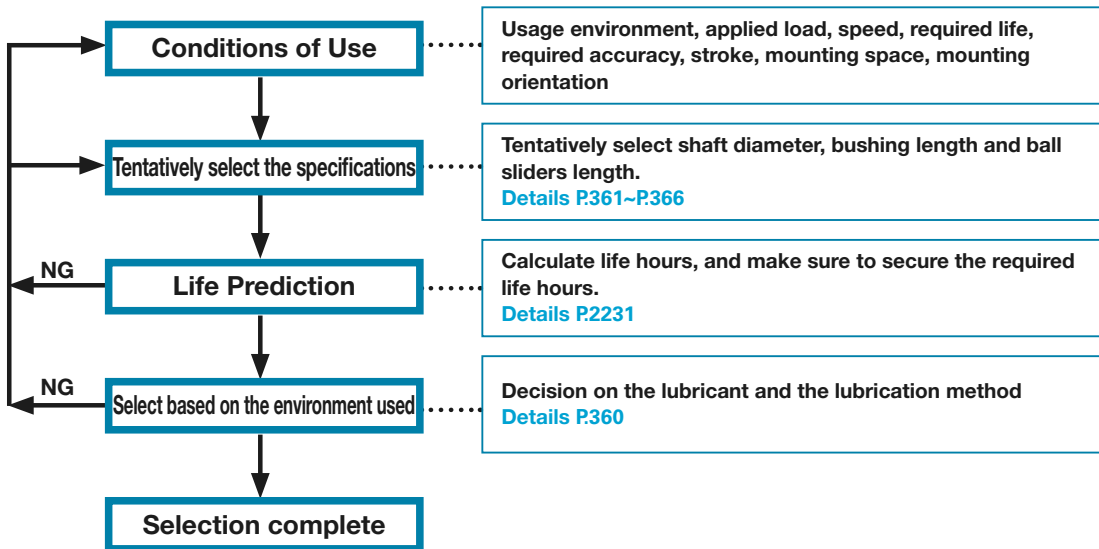 Conditions of Use
Usage environment, applied load, speed, required life,
required accuracy, stroke, mounting space, mounting
orientation
Tentatively select the specifications
Tentatively select shaft diameter, bushing length and ball
sliders length.
Details P.361~P.366
NG
Life Prediction
Calculate life hours, and make sure to secure the required
life hours.
Details P.2231
NG
Select based on the environment used
Decision on the lubricant and the lubrication method
Details P.360
Selection complete